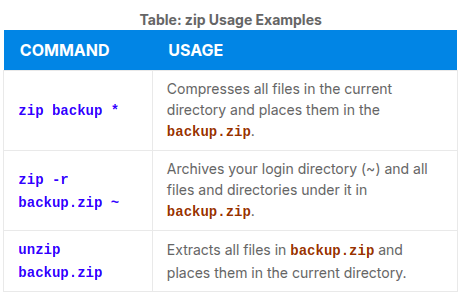 Table: zip Usage Examples
COMMAND USAGE
zip backup *
Compresses all files in the current
directory and places them in the
backup.zip.
zip -r
backup.zip ~
Archives your login directory (~) and all
files and directories under it in
backup.zip.
unzip
backup.zip
Extracts all files in backup.zip and
places them in the current directory.